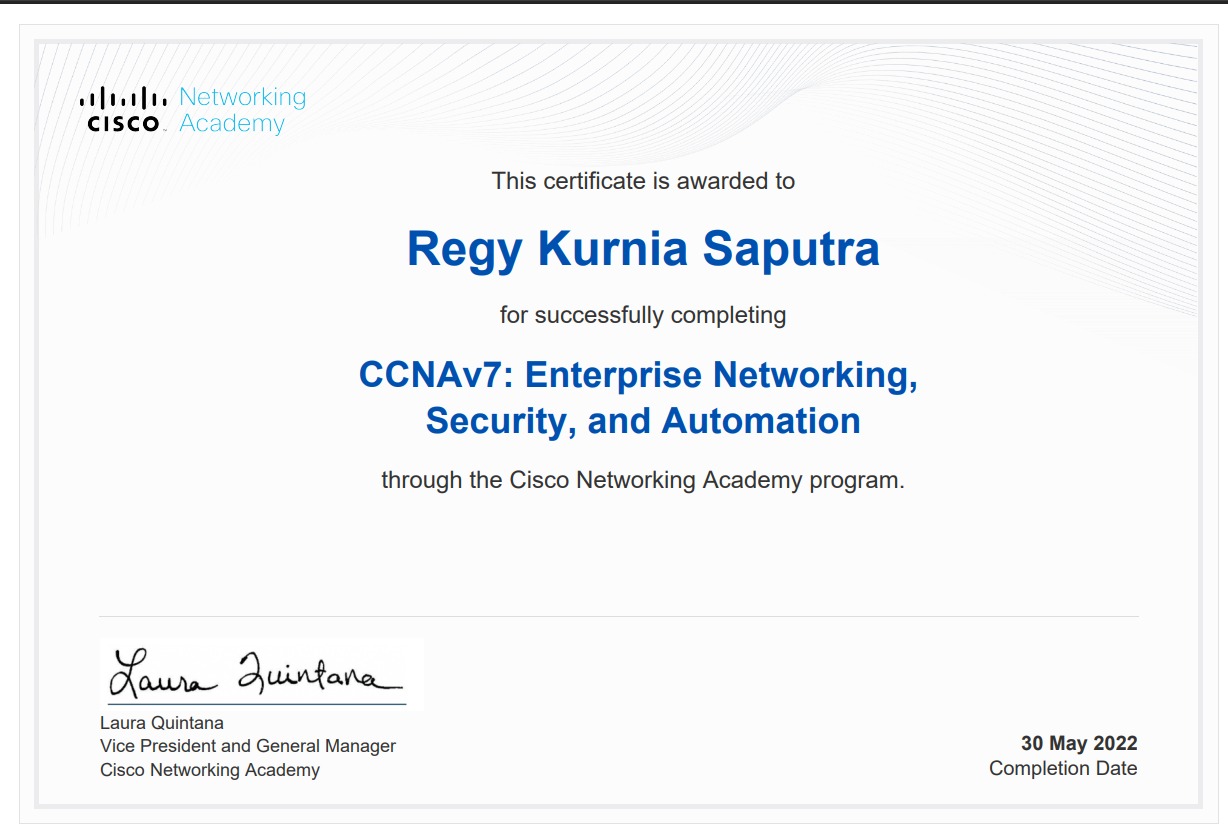 Networking
CISCO Academy
This certificate is awarded to
Regy Kurnia Saputra
for successfully completing
CCNAv7: Enterprise Networking,
Security, and Automation
through the Cisco Networking Academy program.
Laura Quintana
Laura Quintana
Vice President and General Manager
Cisco Networking Academy
30 May 2022
Completion Date